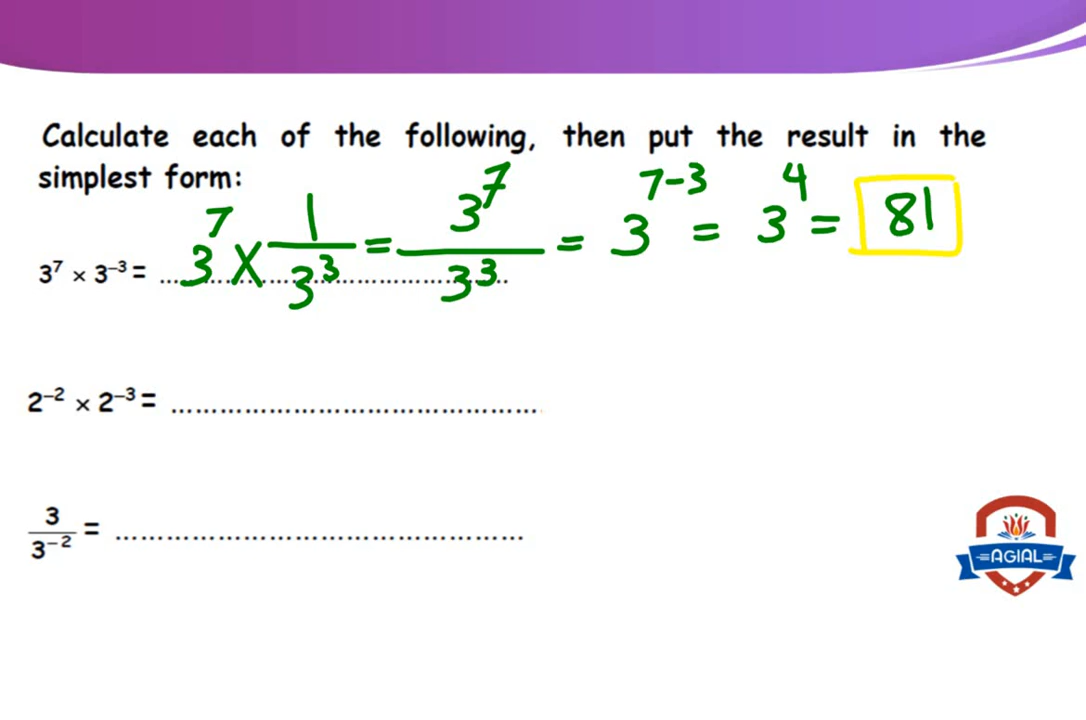 Calculate each of the following, then put the result in the
simplest form:
3⁷ × 3⁻³ = ........ 3⁷ × 1/3³ = 3⁷/3³ = 3⁷⁻³ = 3⁴ = 81
2⁻² × 2⁻³ = ........
3/3⁻² = ........
AGIAL